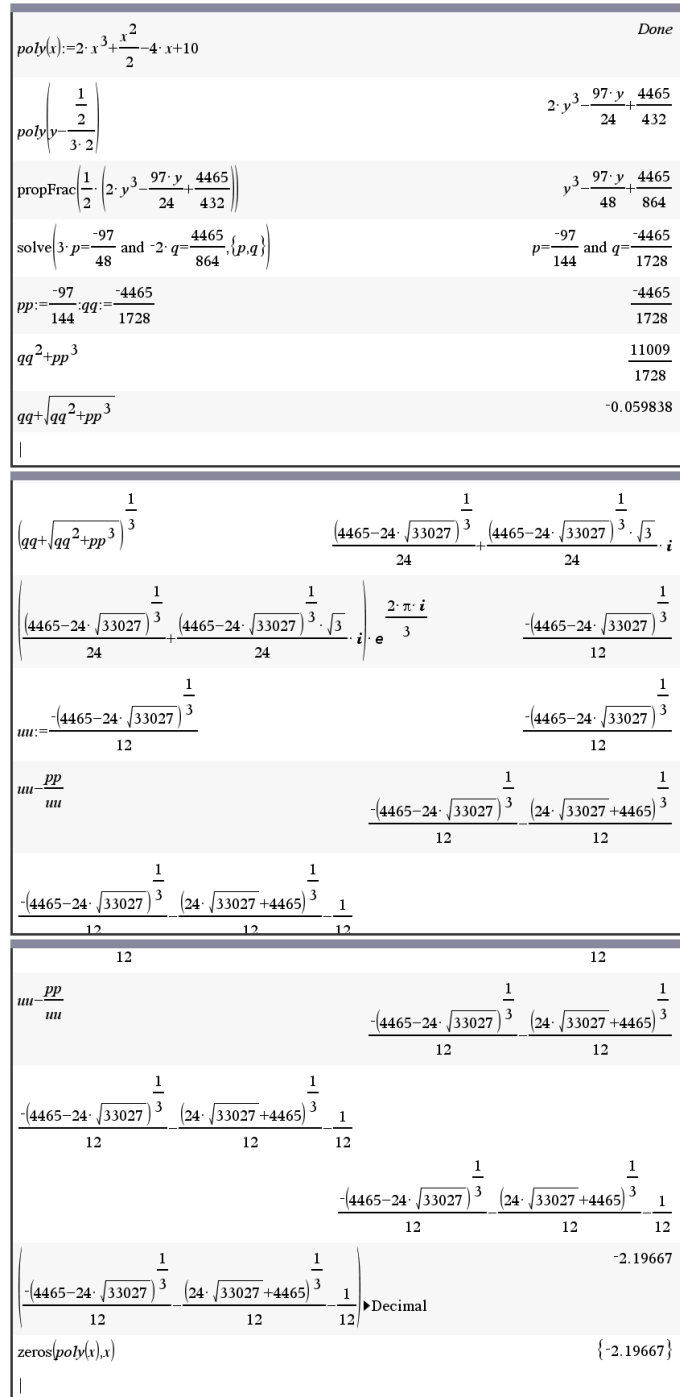 poly(x):=2·x^3+x^2/2-4·x+10 Done
poly(y-(1/2)/(3·2)) 2·y^3-97·y/24+4465/432
propFrac(1/2·(2·y^3-97·y/24+4465/432)) y^3-97·y/48+4465/864
solve(3·p=-97/48 and -2·q=4465/864,{p,q}) p=-97/144 and q=-4465/1728
pp:=-97/144:qq:=-4465/1728 -4465/1728
qq^2+pp^3 11009/1728
qq+√(qq^2+pp^3) -0.059838
(qq+√(qq^2+pp^3))^(1/3) (4465-24·√33027)^(1/3)/24+(4465-24·√33027)^(1/3)·√3/24·i
((4465-24·√33027)^(1/3)/24+(4465-24·√33027)^(1/3)·√3/24·i)·e^(2·π·i/3) -(4465-24·√33027)^(1/3)/12
uu:=-(4465-24·√33027)^(1/3)/12 -(4465-24·√33027)^(1/3)/12
uu-pp/uu -(4465-24·√33027)^(1/3)/12-(24·√33027+4465)^(1/3)/12
-(4465-24·√33027)^(1/3)/12-(24·√33027+4465)^(1/3)/12-1/12
12 12
uu-pp/uu -(4465-24·√33027)^(1/3)/12-(24·√33027+4465)^(1/3)/12
-(4465-24·√33027)^(1/3)/12-(24·√33027+4465)^(1/3)/12-1/12
-(4465-24·√33027)^(1/3)/12-(24·√33027+4465)^(1/3)/12-1/12
(-(4465-24·√33027)^(1/3)/12-(24·√33027+4465)^(1/3)/12-1/12)▶Decimal -2.19667
zeros(poly(x),x) {-2.19667}